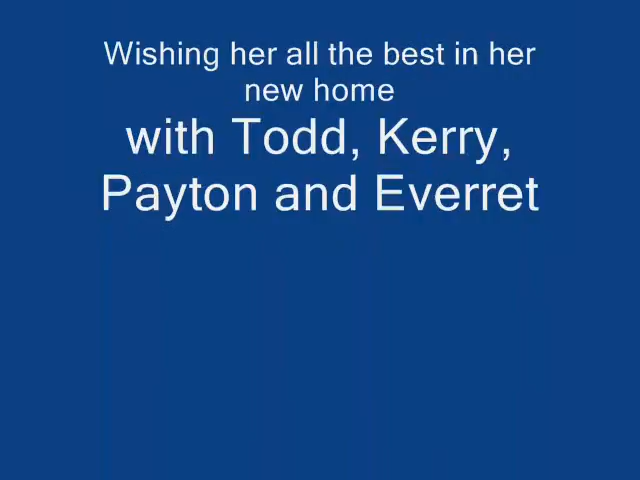 Wishing her all the best in her
new home
with Todd, Kerry,
Payton and Everret